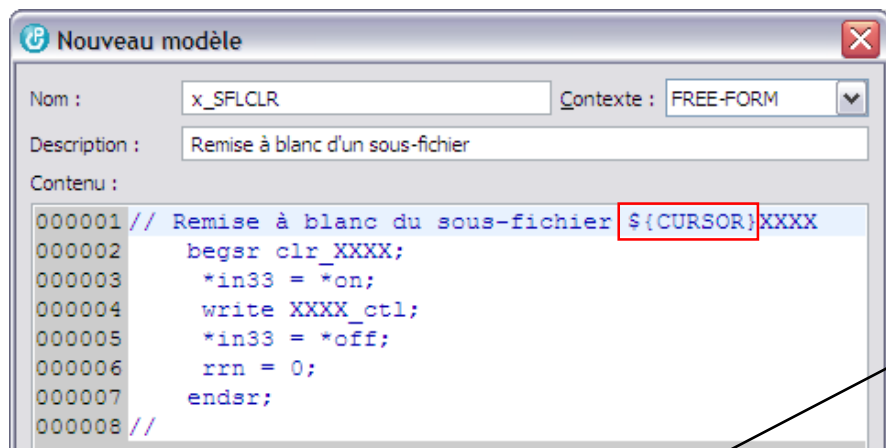 Nouveau modèle
Nom : x_SFLCLR Contexte : FREE-FORM
Description : Remise à blanc d'un sous-fichier
Contenu :
000001 // Remise à blanc du sous-fichier ${CURSOR}XXXX
000002 begsr clr_XXXX;
000003 *in33 = *on;
000004 write XXXX_ctl;
000005 *in33 = *off;
000006 rrn = 0;
000007 endsr;
000008 //